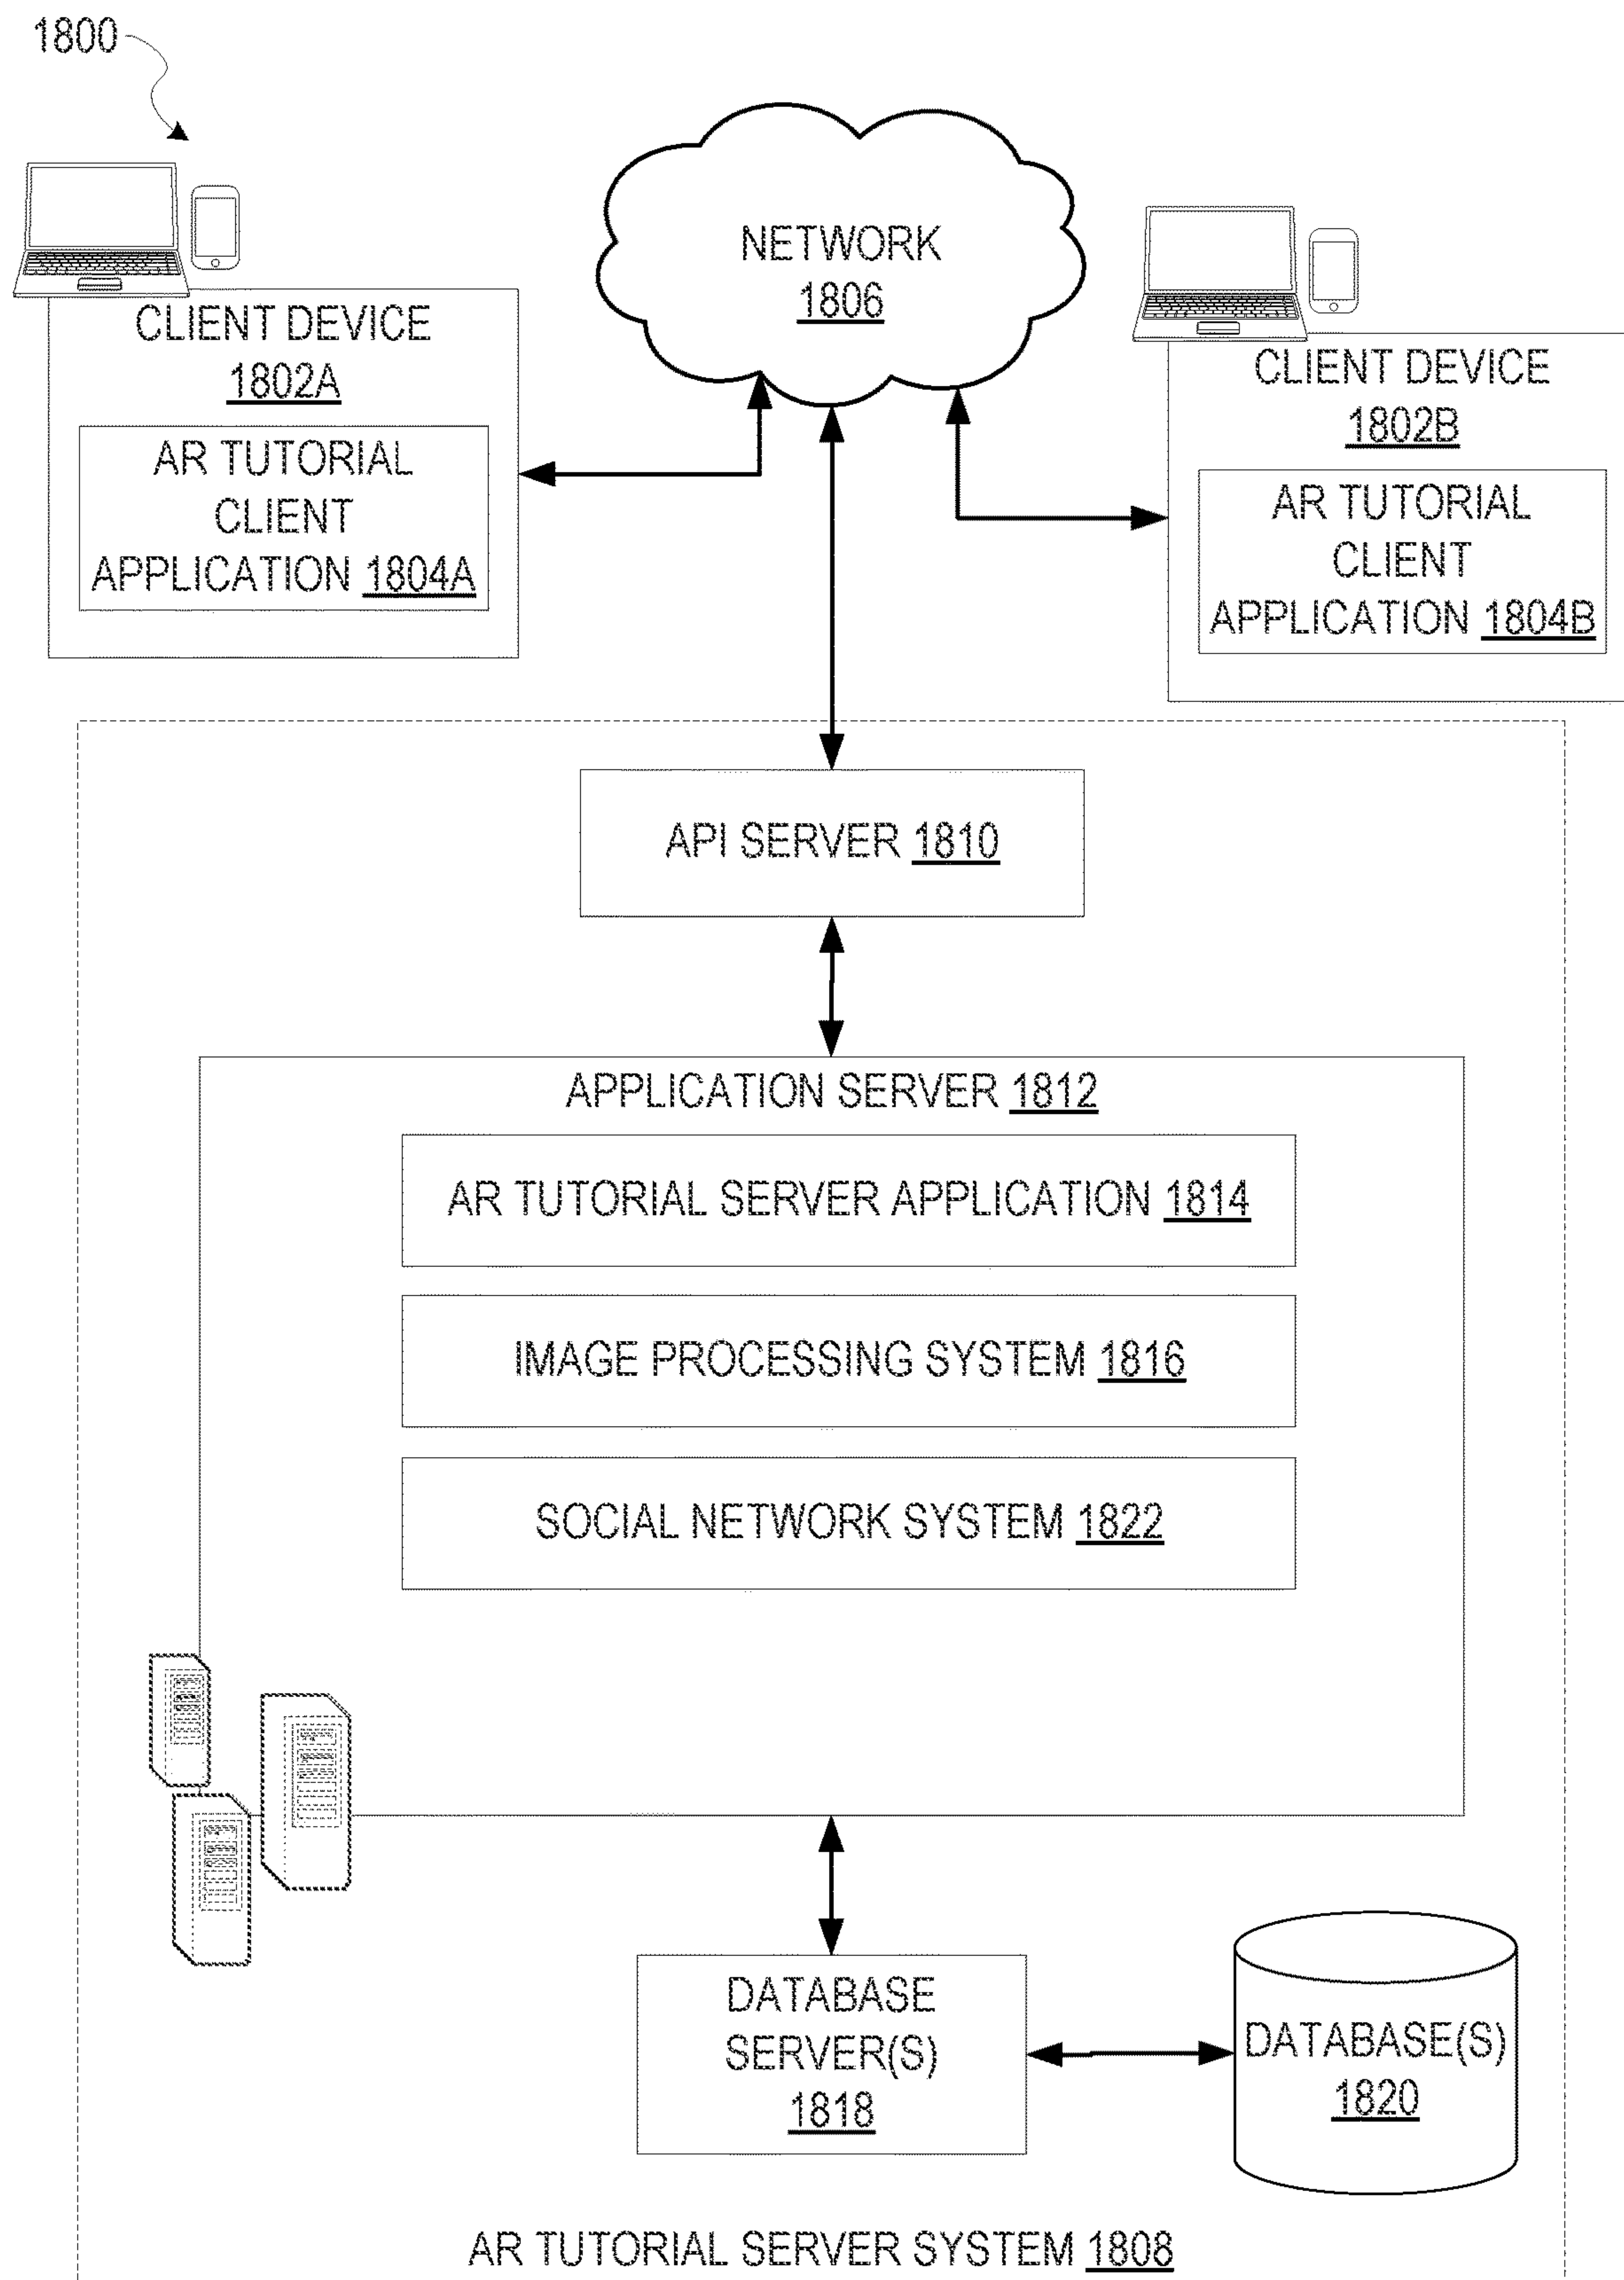 1800
NETWORK
1806
CLIENT DEVICE
1802A
AR TUTORIAL
CLIENT
APPLICATION 1804A
CLIENT DEVICE
1802B
AR TUTORIAL
CLIENT
APPLICATION 1804B
API SERVER 1810
APPLICATION SERVER 1812
AR TUTORIAL SERVER APPLICATION 1814
IMAGE PROCESSING SYSTEM 1816
SOCIAL NETWORK SYSTEM 1822
DATABASE
SERVER(S)
1818
DATABASE(S)
1820
AR TUTORIAL SERVER SYSTEM 1808